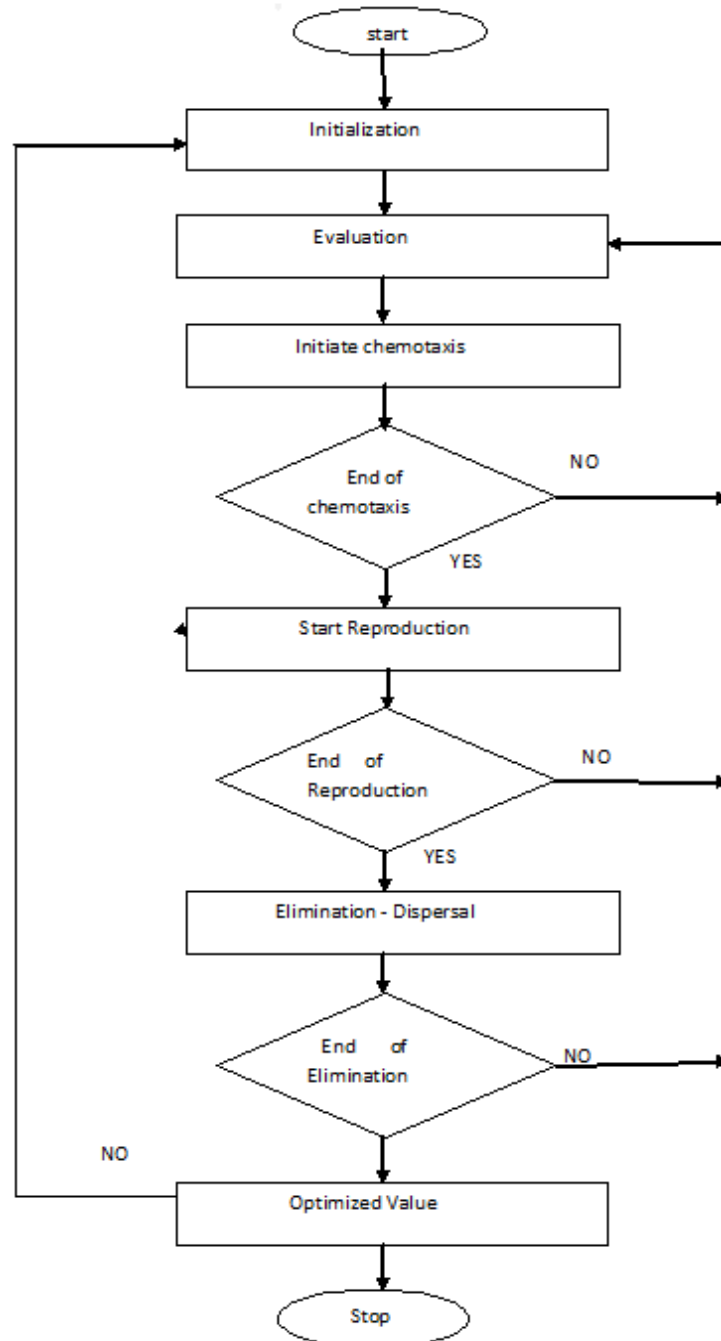 start
Initialization
Evaluation
Initiate chemotaxis
End of
chemotaxis
NO
YES
Start Reproduction
End of
Reproduction
NO
YES
Elimination - Dispersal
End of
Elimination
NO
NO
Optimized Value
Stop